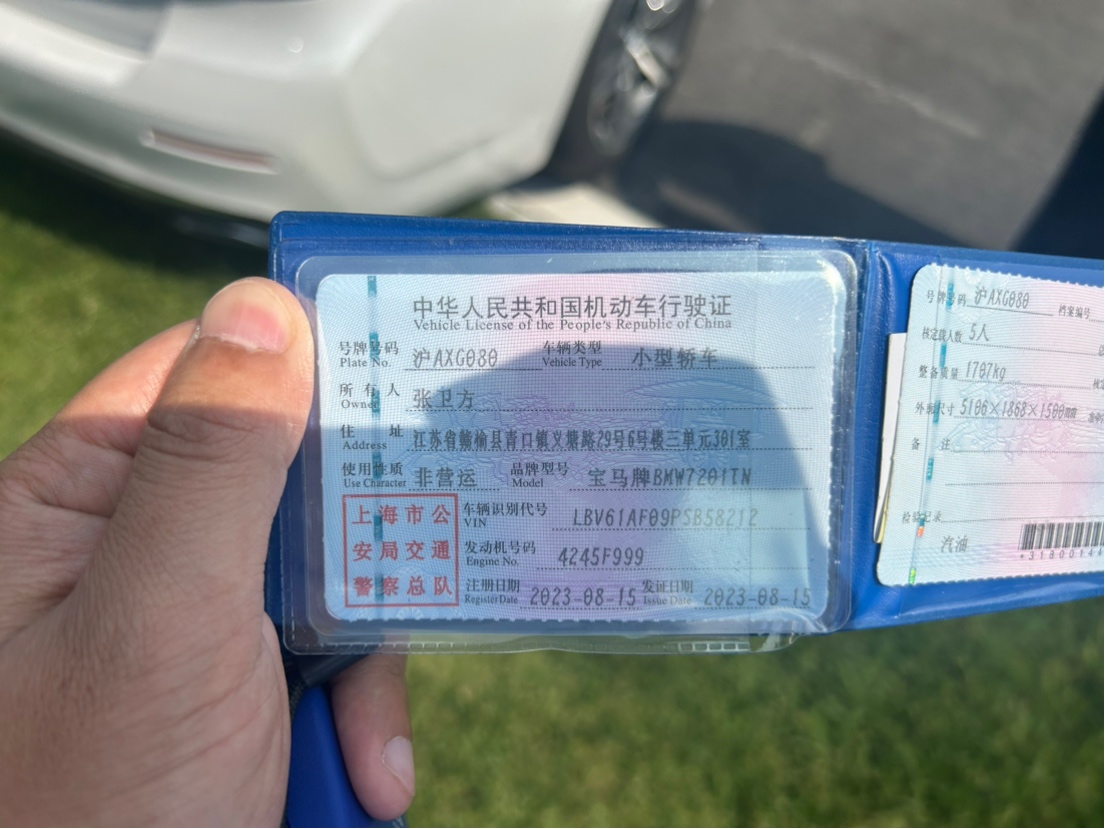 中华人民共和国机动车行驶证
Vehicle License of the People's Republic of China
号牌号码 Plate No. 沪AXG080 车辆类型 Vehicle Type 小型轿车
所有人 Owner 张卫方
住址 Address 江苏省赣榆县青口镇义塘路29号6号楼三单元301室
使用性质 Use Character 非营运 品牌型号 Model 宝马牌BMW7201TN
上海市公
安局交通
警察总队
车辆识别代号 VIN LBV61AF09PSB58212
发动机号码 Engine No. 4245F999
注册日期 Register Date 2023-08-15 发证日期 Issue Date 2023-08-15
号牌号码 沪AXG080 档案编号
核定载人数 5人
整备质量 1707kg
外廓尺寸 5106×1868×1500mm
备注
检验记录
汽油